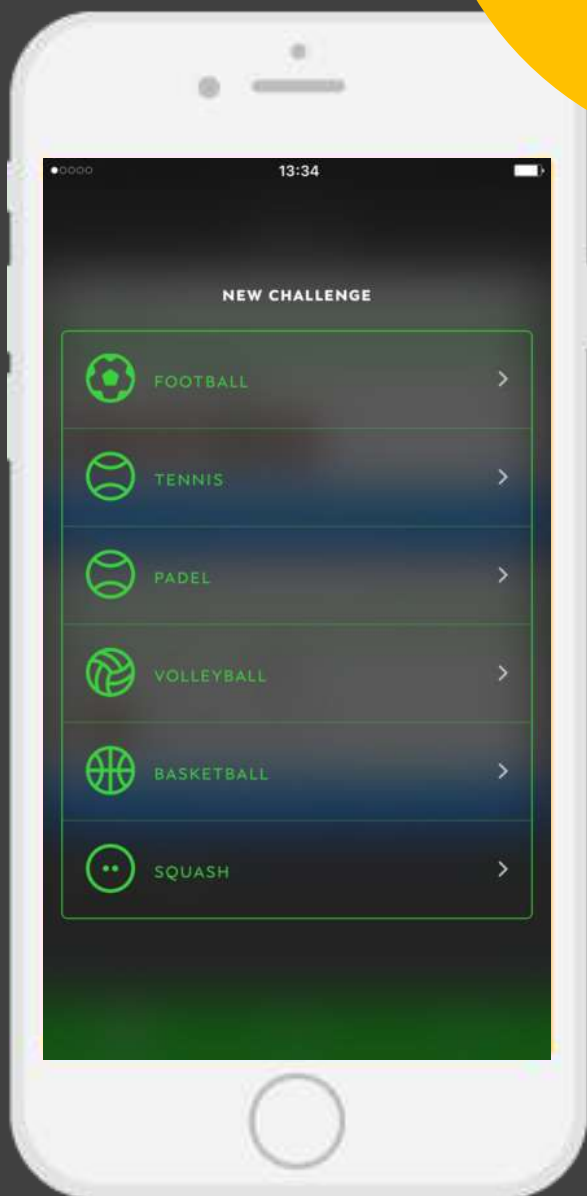 13:34
NEW CHALLENGE
FOOTBALL
TENNIS
PADEL
VOLLEYBALL
BASKETBALL
SQUASH